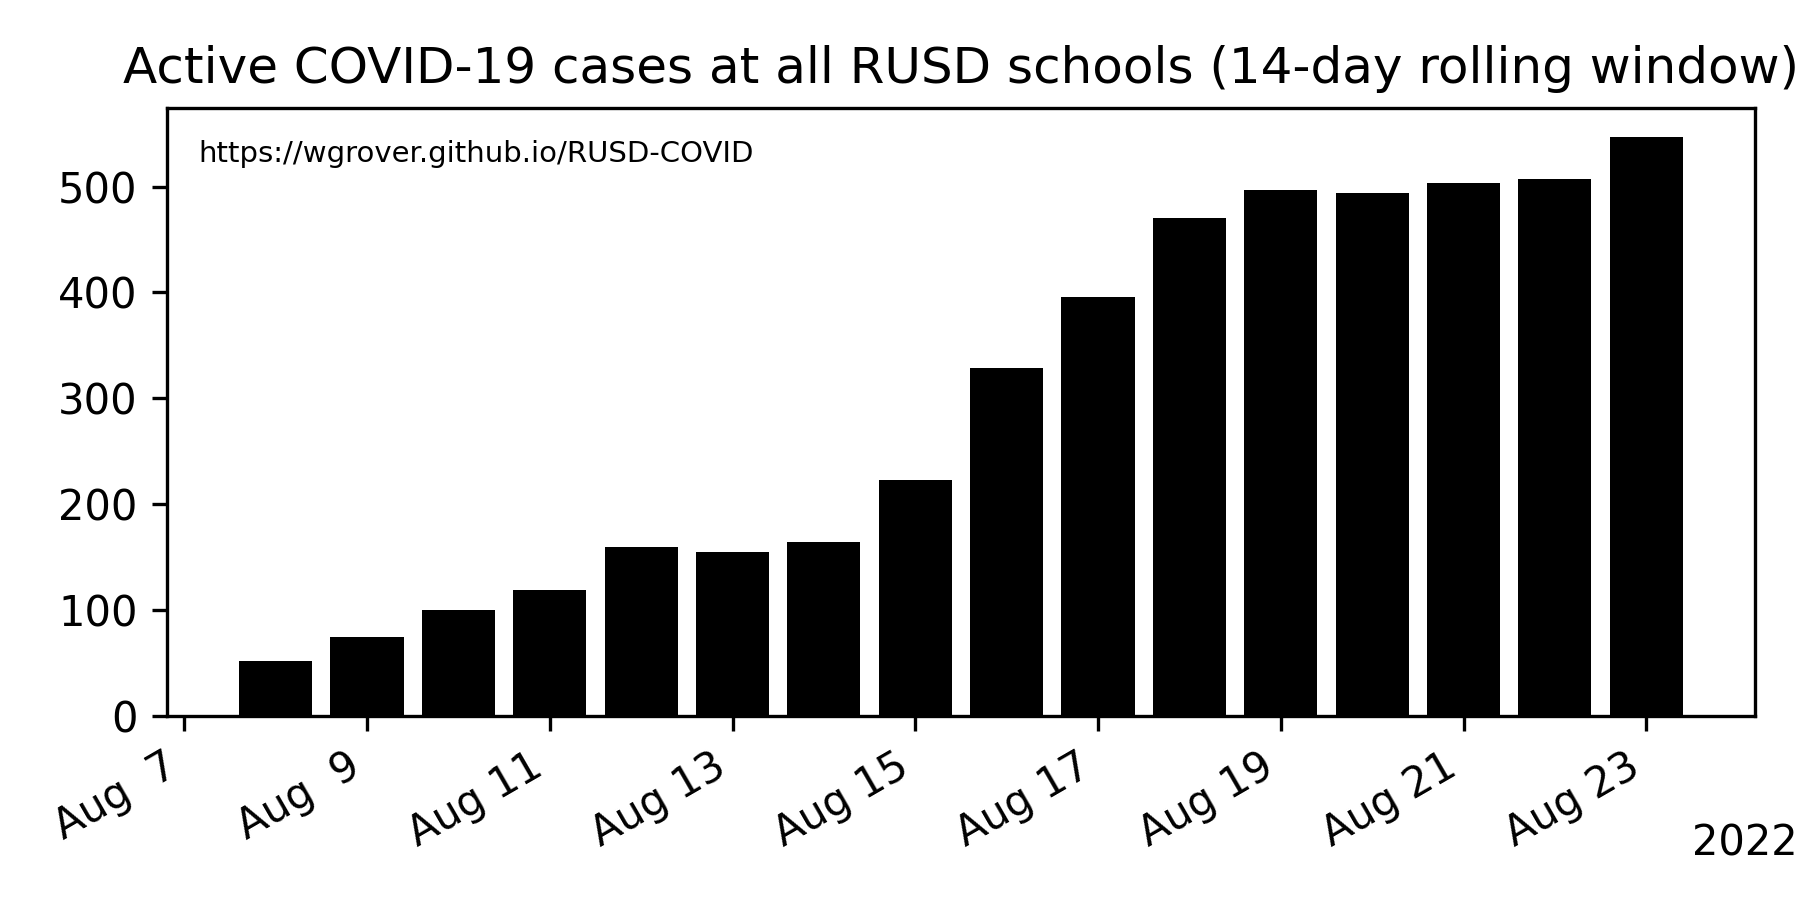 Active COVID-19 cases at all RUSD schools (14-day rolling window)
https://wgrover.github.io/RUSD-COVID
500
400
300
200
100
0
Aug 7
Aug 9
Aug 11
Aug 13
Aug 15
Aug 17
Aug 19
Aug 21
Aug 23
2022